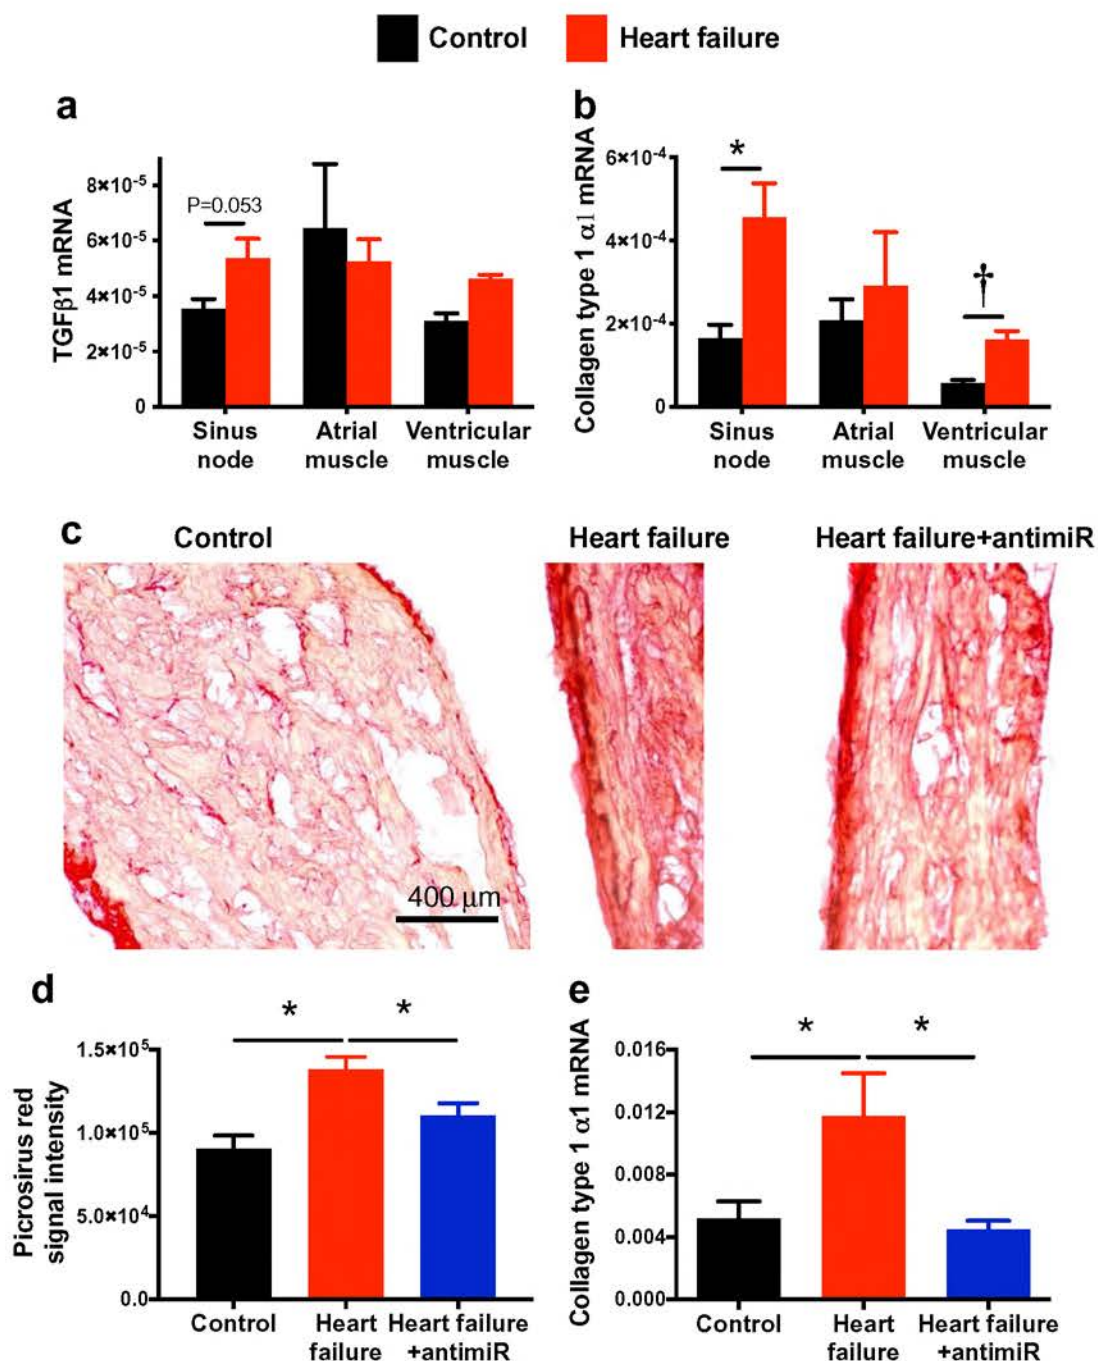 Control Heart failure
a
TGFβ1 mRNA
8×10⁻⁵
6×10⁻⁵
4×10⁻⁵
2×10⁻⁵
0
P=0.053
Sinus node
Atrial muscle
Ventricular muscle
b
Collagen type 1 α1 mRNA
6×10⁻⁴
4×10⁻⁴
2×10⁻⁴
0
*
†
Sinus node
Atrial muscle
Ventricular muscle
c
Control
Heart failure
Heart failure+antimiR
400 μm
d
Picrosirus red
signal intensity
1.5×10⁵
1.0×10⁵
5.0×10⁴
0.0
* *
Control
Heart failure
Heart failure +antimiR
e
Collagen type 1 α1 mRNA
0.016
0.012
0.008
0.004
0.000
* *
Control
Heart failure
Heart failure +antimiR